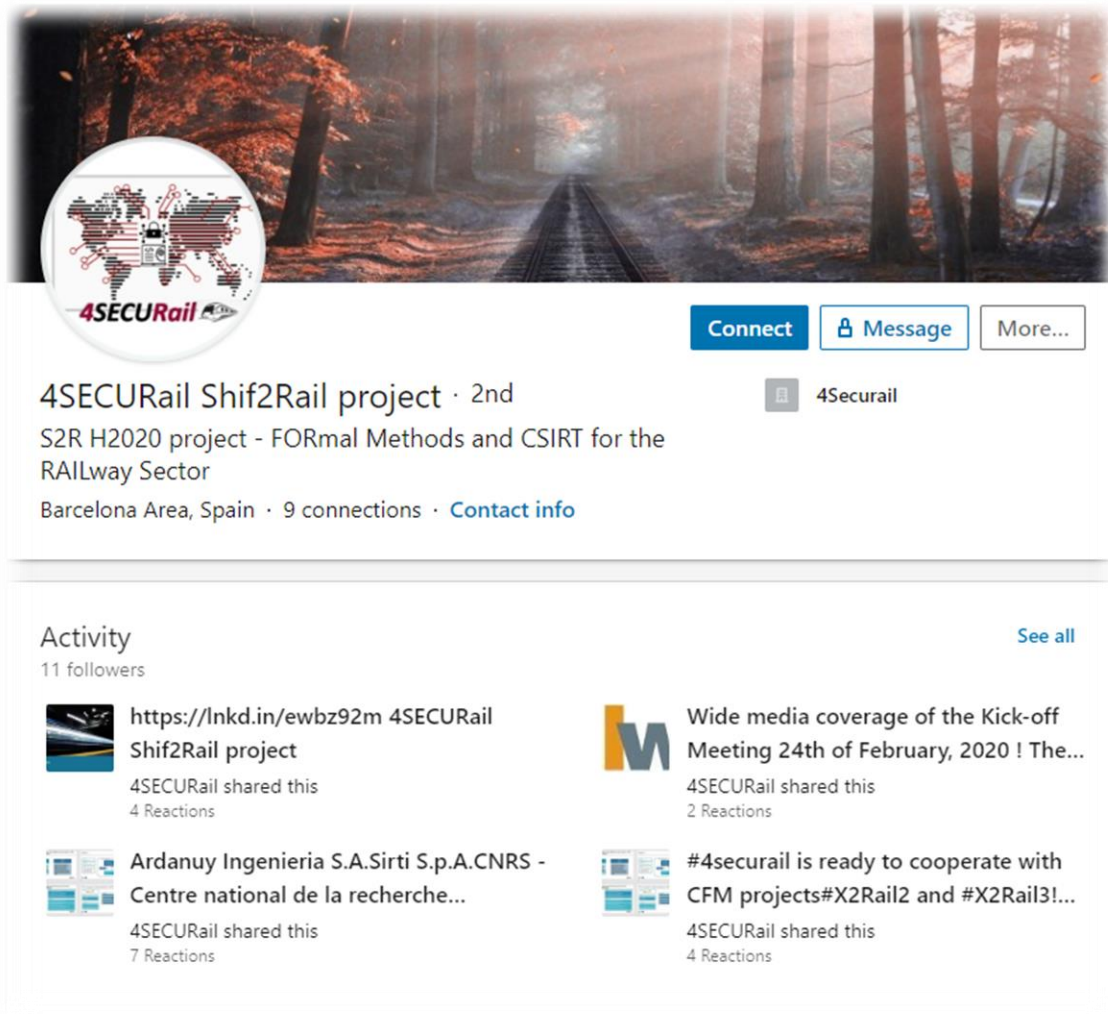 4SECURail
Connect
Message
More...
4SECURail Shif2Rail project · 2nd
4Securail
S2R H2020 project - FORmal Methods and CSIRT for the
RAILway Sector
Barcelona Area, Spain · 9 connections · Contact info
Activity
See all
11 followers
https://lnkd.in/ewbz92m 4SECURail
Shif2Rail project
4SECURail shared this
4 Reactions
Wide media coverage of the Kick-off
Meeting 24th of February, 2020 ! The...
4SECURail shared this
2 Reactions
Ardanuy Ingenieria S.A.Sirti S.p.A.CNRS -
Centre national de la recherche...
4SECURail shared this
7 Reactions
#4securail is ready to cooperate with
CFM projects#X2Rail2 and #X2Rail3!...
4SECURail shared this
4 Reactions